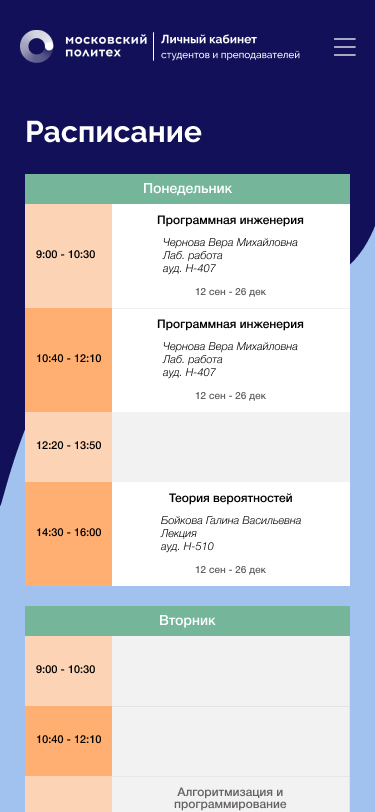 московский
политех
Личный кабинет
студентов и преподавателей
Расписание
Понедельник
9:00 - 10:30
Программная инженерия
Чернова Вера Михайловна
Лаб. работа
ауд. Н-407
12 сен - 26 дек
10:40 - 12:10
Программная инженерия
Чернова Вера Михайловна
Лаб. работа
ауд. Н-407
12 сен - 26 дек
12:20 - 13:50
14:30 - 16:00
Теория вероятностей
Бойкова Галина Васильевна
Лекция
ауд. Н-510
12 сен - 26 дек
Вторник
9:00 - 10:30
10:40 - 12:10
Алгоритмизация и
программирование